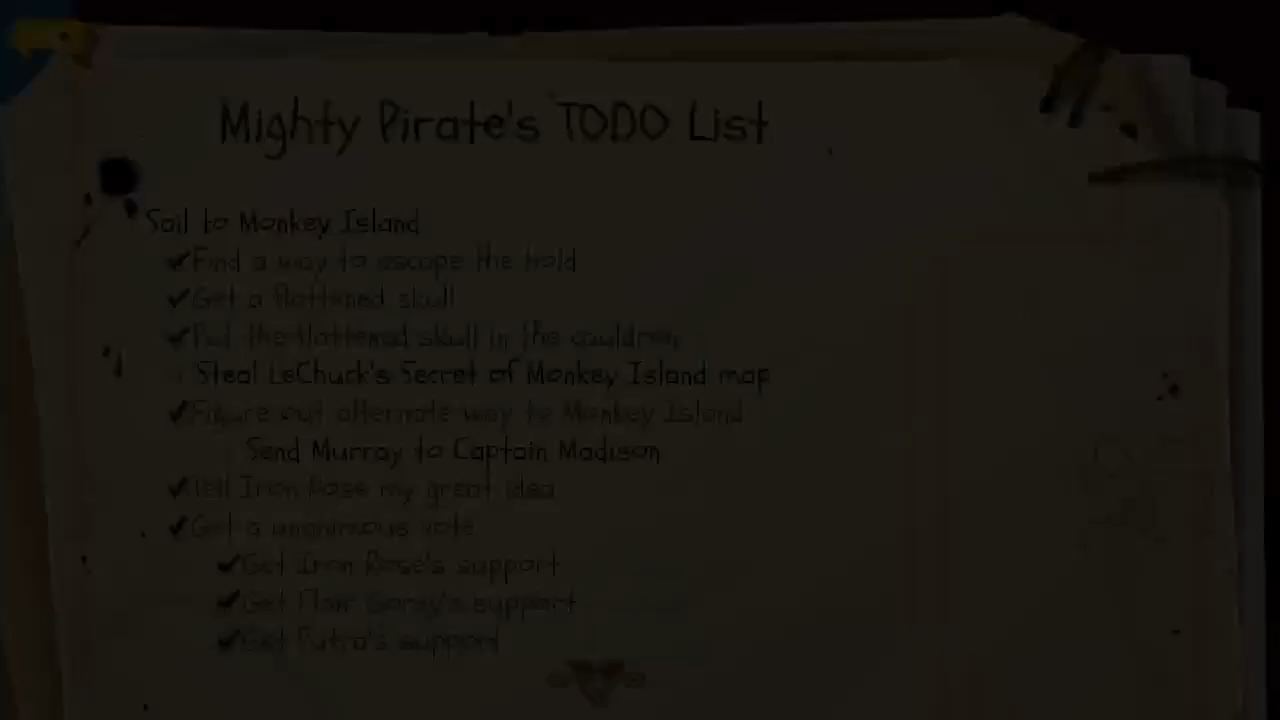 Mighty Pirate's TODO List
Sail to Monkey Island
Find a way to escape the hold
Get a flattened skull
Put the flattened skull in the cauldron
Steal LeChuck's Secret of Monkey Island map
Figure out alternate way to Monkey Island
Send Murray to Captain Madison
Tell Iron Rose my great idea
Get a unanimous vote
Get Iron Rose's support
Get Flair Gorey's support
Get Putra's support